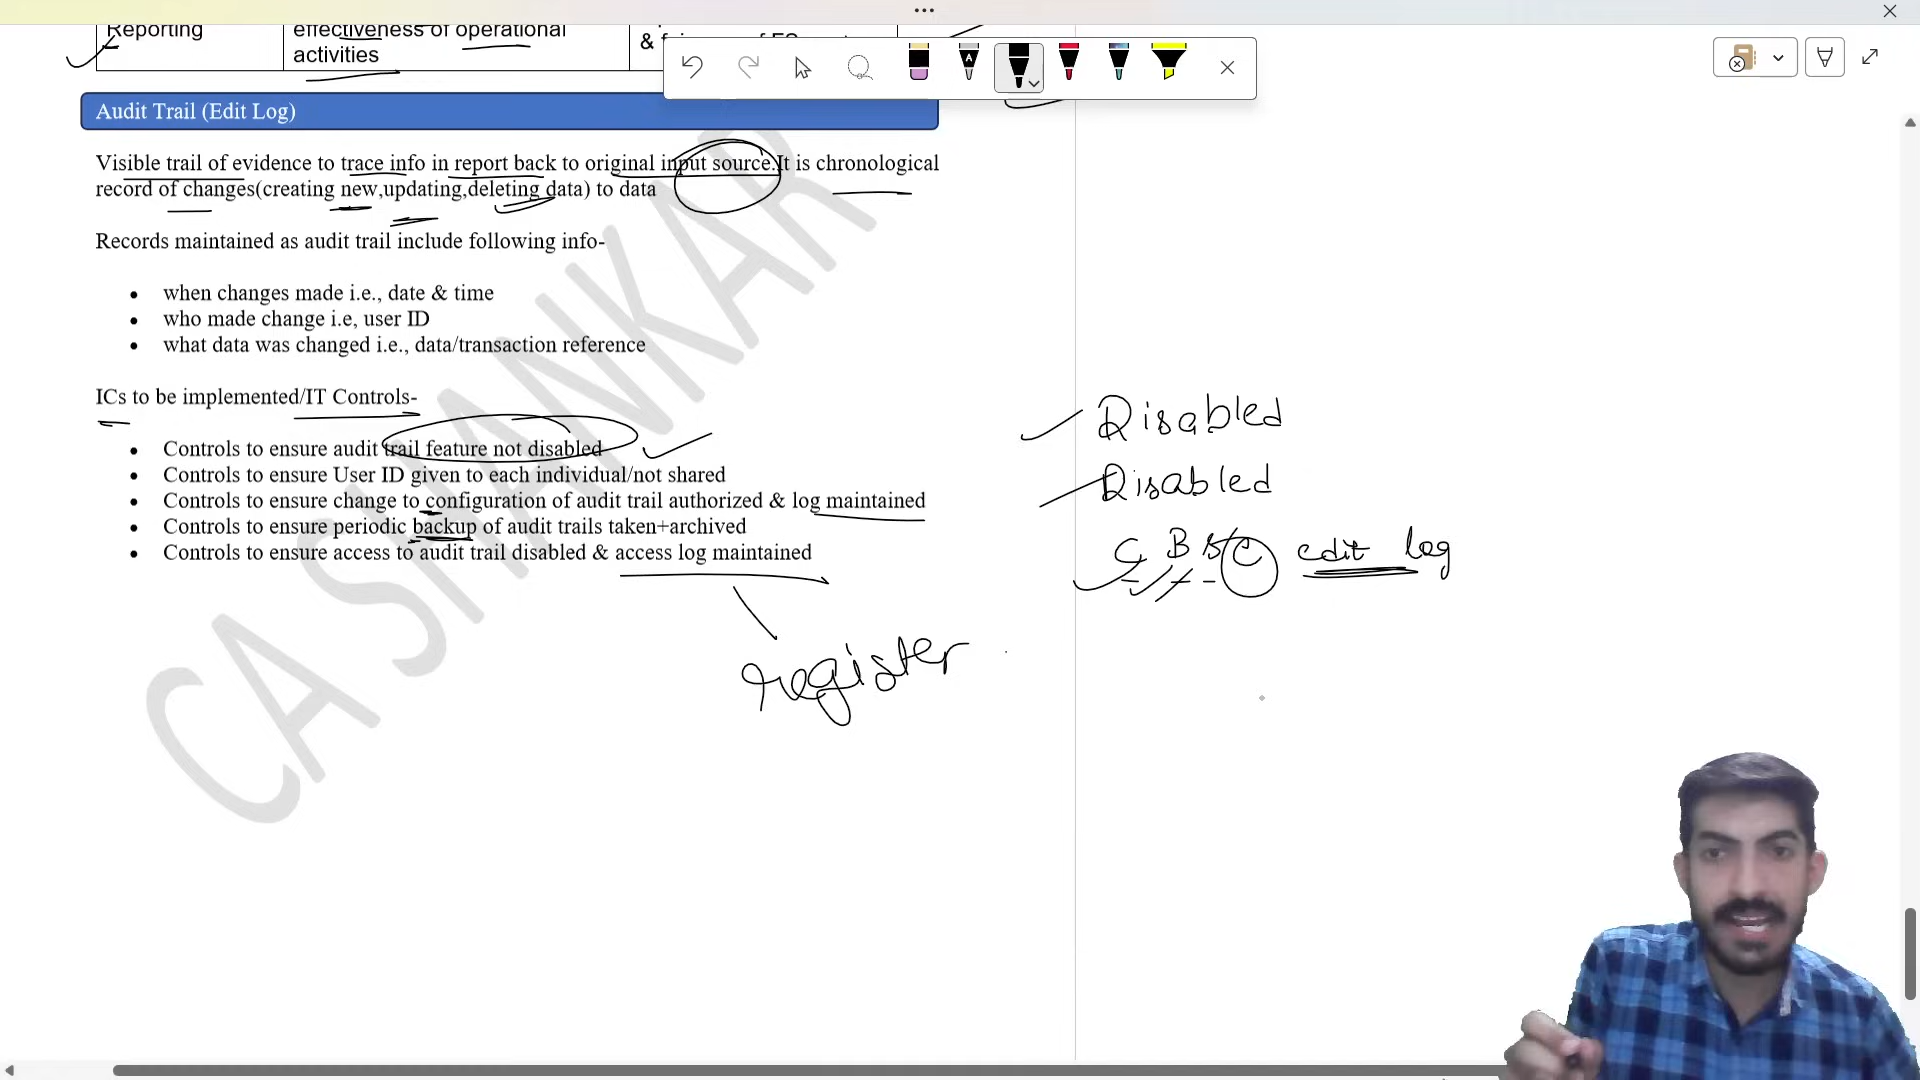 Reporting
effectiveness of operational
activities
&
Audit Trail (Edit Log)
Visible trail of evidence to trace info in report back to original input source.It is chronological
record of changes(creating new,updating,deleting data) to data
Records maintained as audit trail include following info-
• when changes made i.e., date & time
• who made change i.e, user ID
• what data was changed i.e., data/transaction reference
ICs to be implemented/IT Controls-
• Controls to ensure audit trail feature not disabled
• Controls to ensure User ID given to each individual/not shared
• Controls to ensure change to configuration of audit trail authorized & log maintained
• Controls to ensure periodic backup of audit trails taken+archived
• Controls to ensure access to audit trail disabled & access log maintained
register
Disabled
Disabled
C B S C edit log
CA SHANKAR